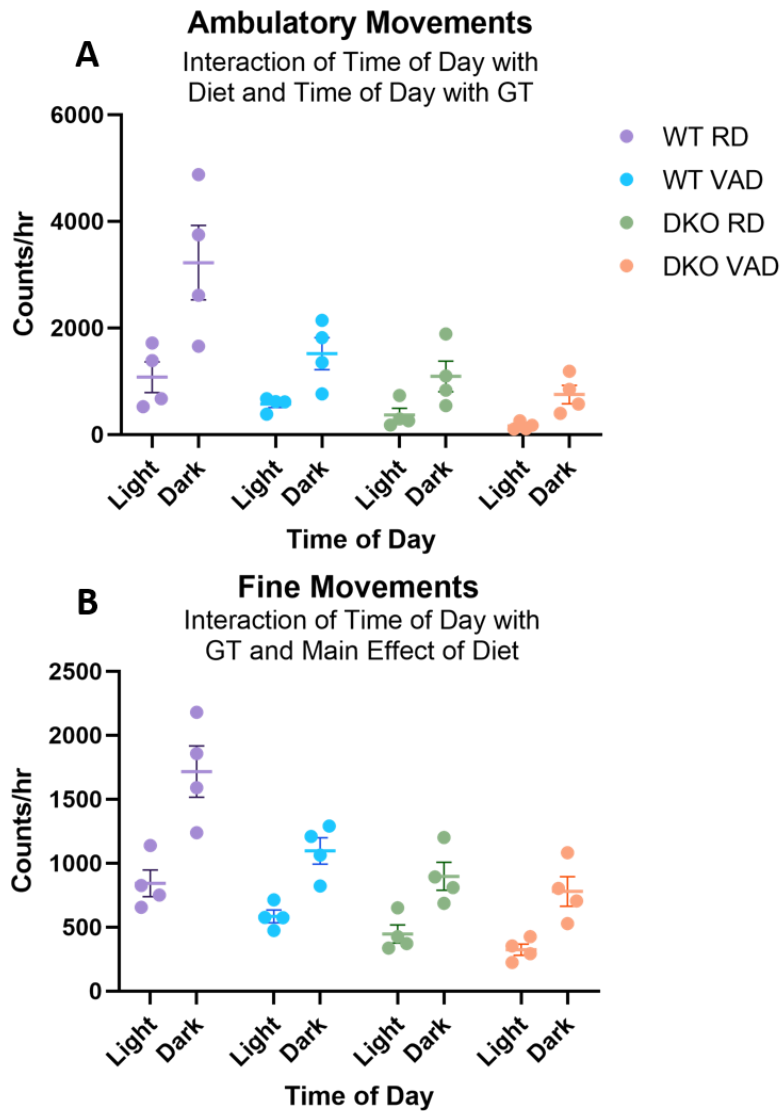 Ambulatory Movements
A
Interaction of Time of Day with
Diet and Time of Day with GT
6000
4000
2000
0
Counts/hr
Light
Dark
Light
Dark
Light
Dark
Light
Dark
Time of Day
WT RD
WT VAD
DKO RD
DKO VAD
Fine Movements
B
Interaction of Time of Day with
GT and Main Effect of Diet
2500
2000
1500
1000
500
0
Counts/hr
Light
Dark
Light
Dark
Light
Dark
Light
Dark
Time of Day